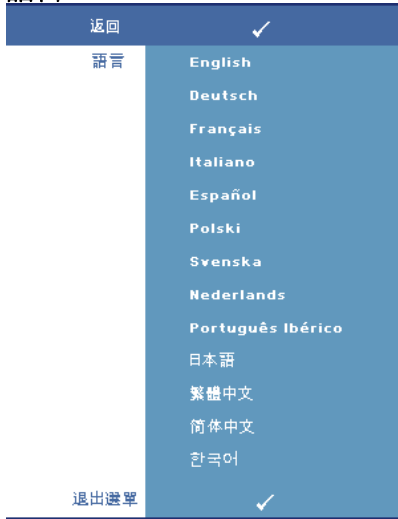 返回 ✓
語言 English
Deutsch
Français
Italiano
Español
Polski
Svenska
Nederlands
Português Ibérico
日本語
繁體中文
简体中文
한국어
退出選單 ✓